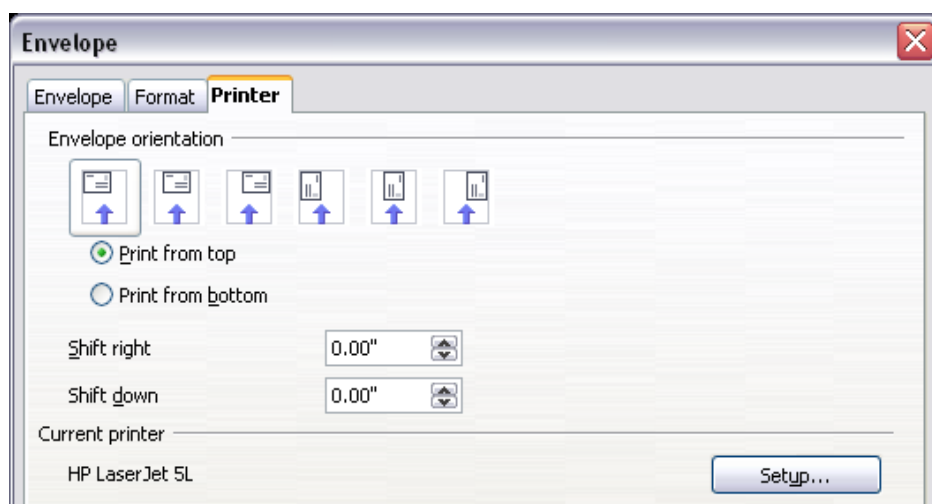 Envelope
Envelope Format Printer
Envelope orientation
Print from top
Print from bottom
Shift right 0.00"
Shift down 0.00"
Current printer
HP LaserJet 5L Setup...